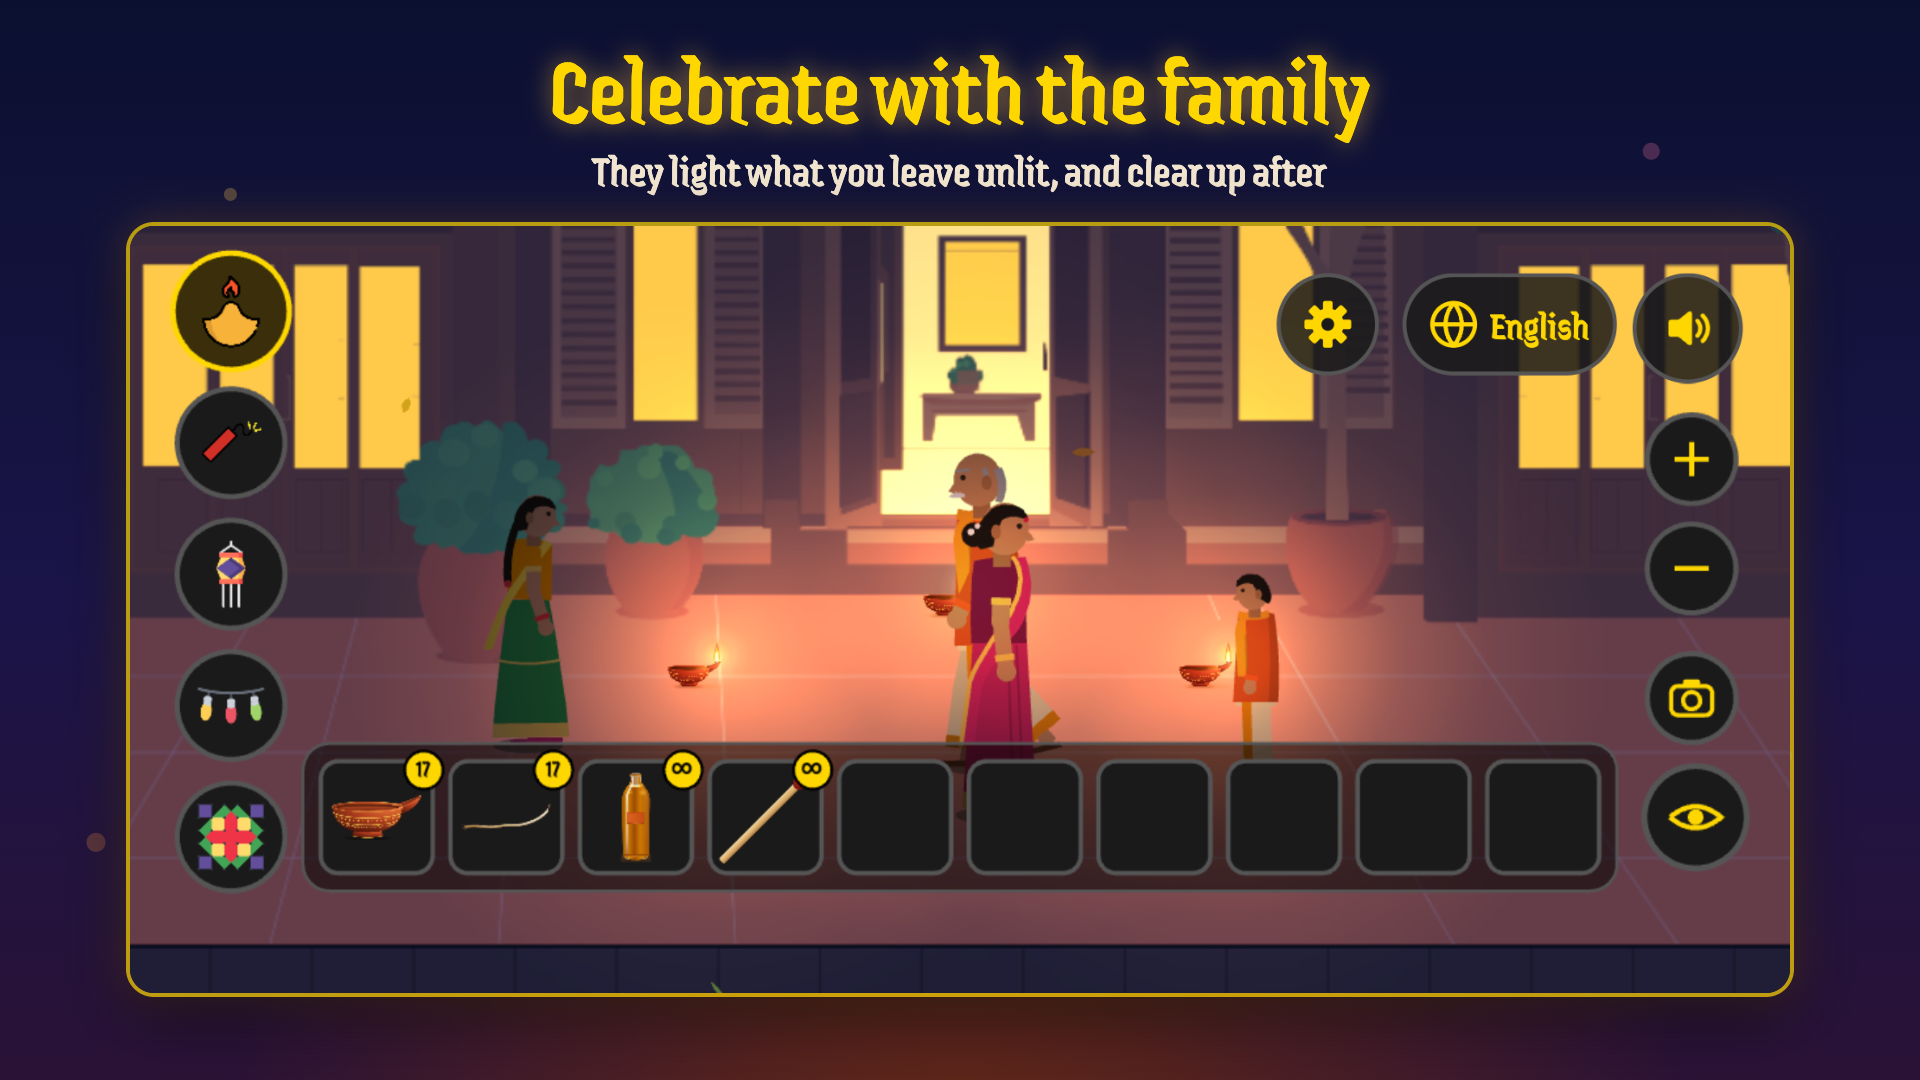 Celebrate with the family
They light what you leave unlit, and clear up after
English
17
17
∞
∞